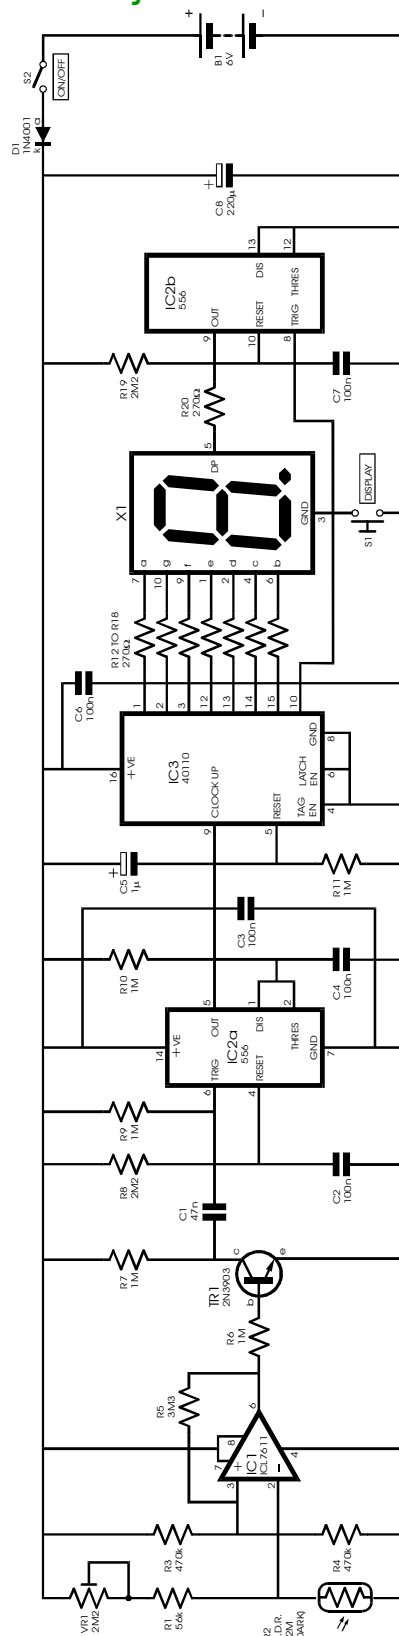 B1
6V
+
−
S2
ON/OFF
D1
1N4001
a
k
+
C8
220µ
IC2b
556
OUT
9
DIS
13
RESET
10
THRES
12
TRIG
8
R19
2M2
C7
100n
R20
270Ω
X1
5
DP
GND
3
DISPLAY
S1
a
g
f
e
d
c
b
7
10
9
1
2
4
6
R12 TO R18
270Ω
C6
100n
1
2
3
12
13
14
15
10
16
+VE
IC3
40110
CLOCK UP
9
RESET
5
TAG
EN
4
LATCH
EN
6
GND
8
+
C5
1µ
R11
1M
C3
100n
R10
1M
C4
100n
14
+VE
IC2a
556
OUT
5
TRIG
6
DIS
1
RESET
4
THRES
2
GND
7
R9
1M
R8
2M2
C2
100n
C1
47n
R7
1M
TR1
2N3903
c
b
e
R6
1M
R5
3M3
IC1
ICL7611
+
−
7
8
6
3
2
4
R3
470k
R4
470k
VR1
2M2
R1
56k
R2
.D.R.
2M
DARK)